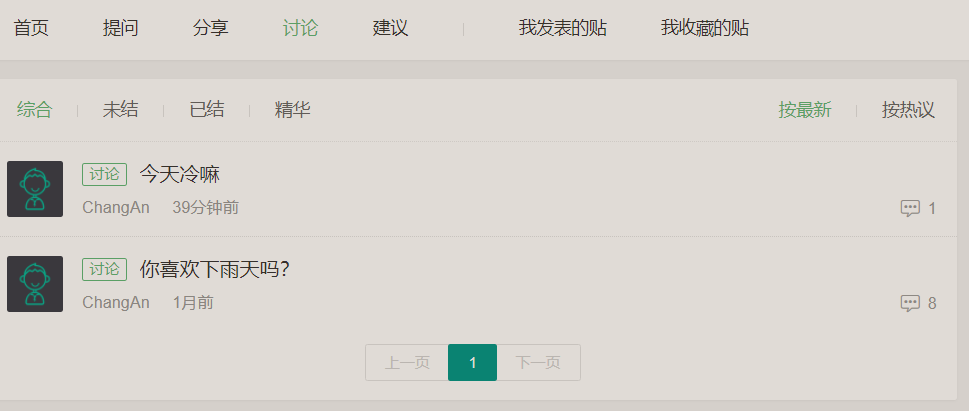 首页 提问 分享 讨论 建议 我发表的贴 我收藏的贴
综合 未结 已结 精华 按最新 按热议
讨论 今天冷嘛
ChangAn 39分钟前 1
讨论 你喜欢下雨天吗?
ChangAn 1月前 8
上一页 1 下一页